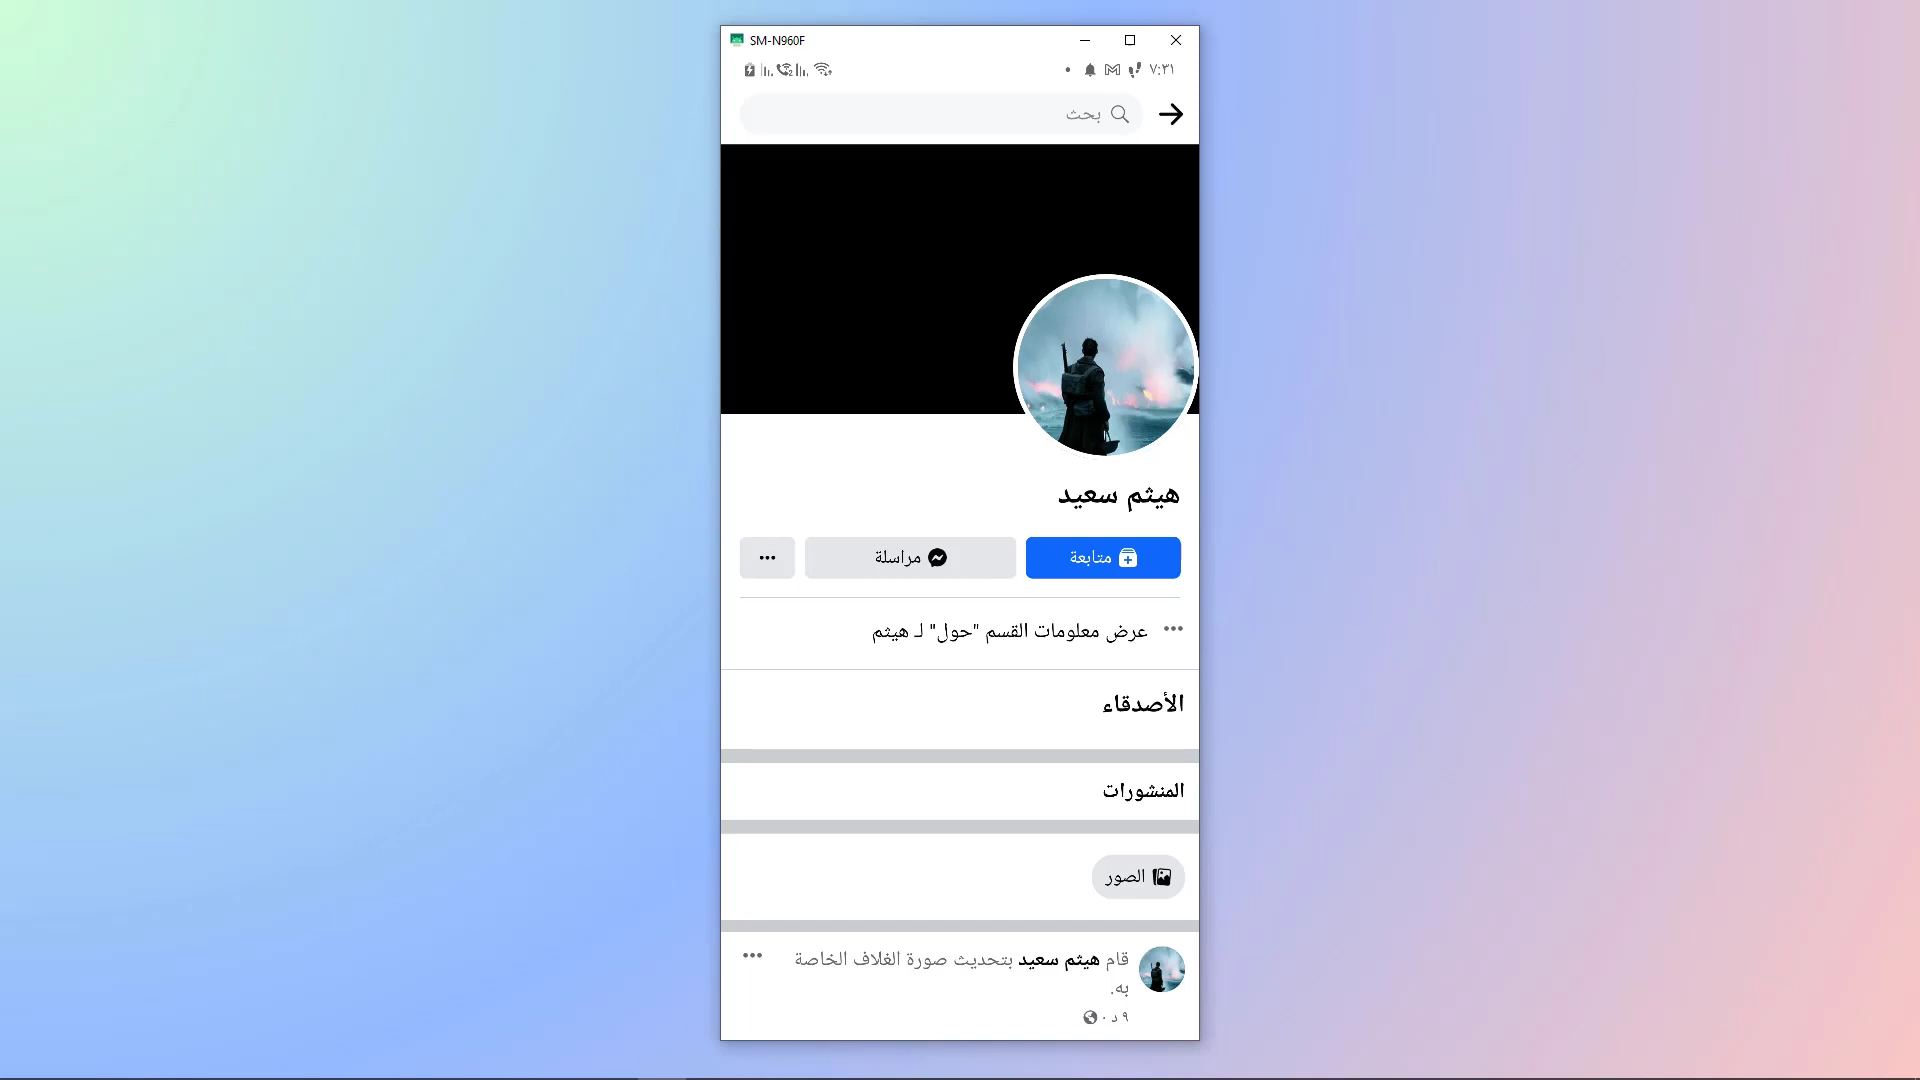 SM-N960F
٧:٣١
بحث
هيثم سعيد
متابعة
مراسلة
عرض معلومات القسم "حول" لـ هيثم
الأصدقاء
المنشورات
الصور
قام هيثم سعيد بتحديث صورة الغلاف الخاصة
به.
٩ د ·